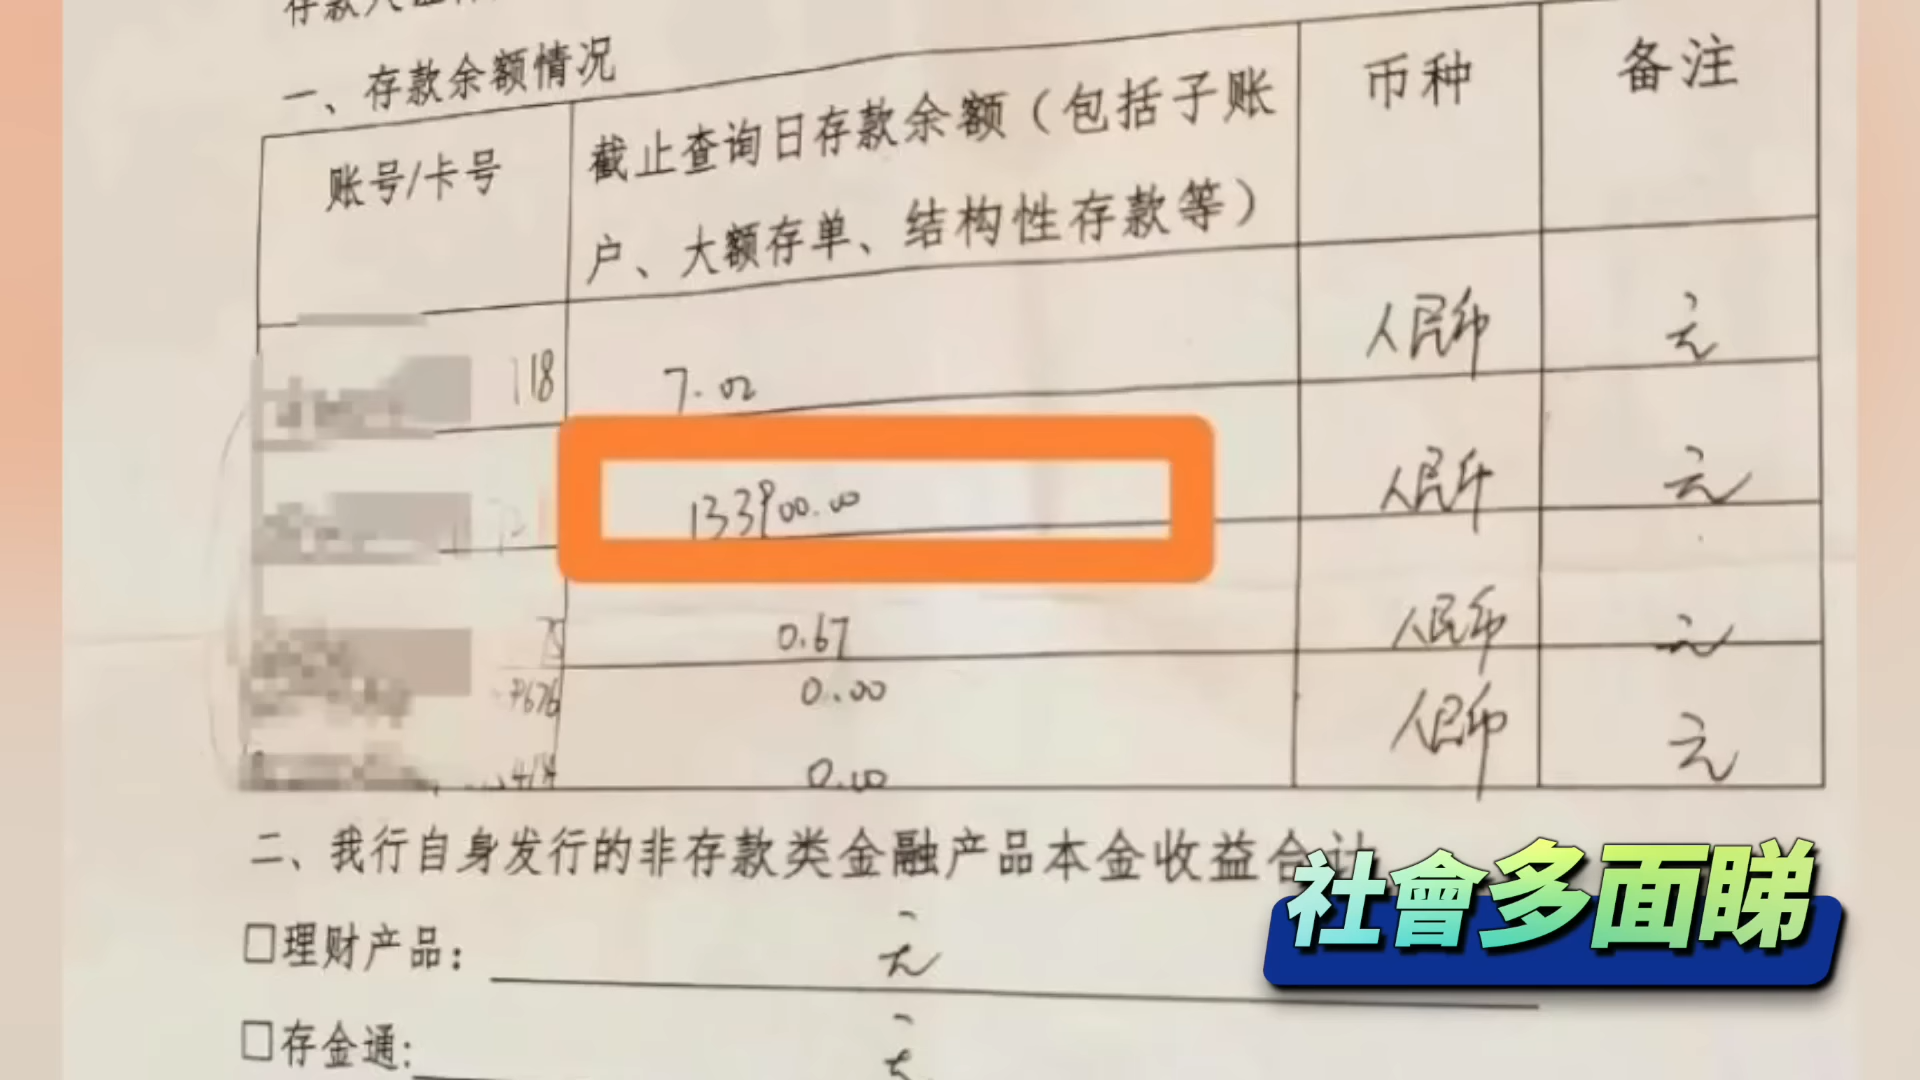 一、存款余额情况
账号/卡号
截止查询日存款余额（包括子账
户、大额存单、结构性存款等）
币种
备注
118 7.02 人民币 元
133900.00 人民币 元
75 0.67 人民币 元
9676 0.00
人民币 元
0.00
二、我行自身发行的非存款类金融产品本金收益合计
□理财产品： 元
□存金通: 元
社會多面睇